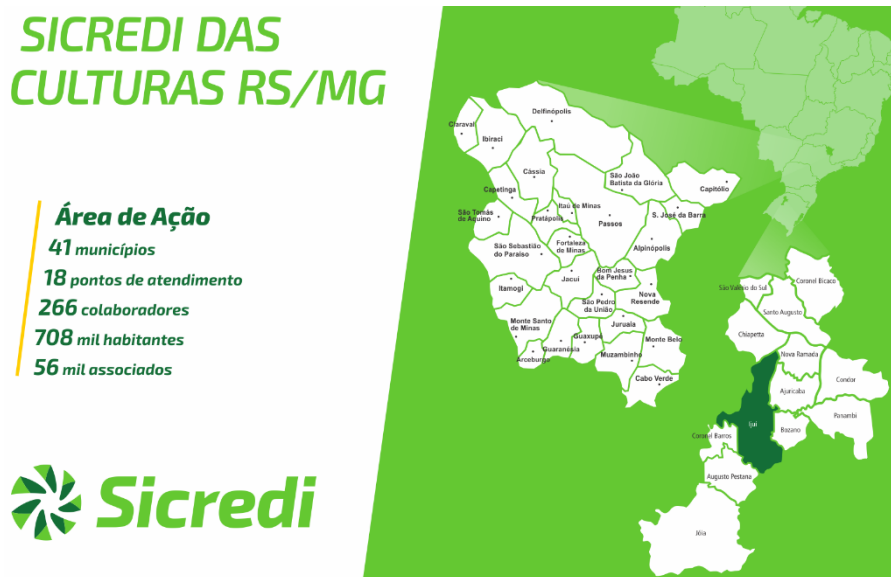 SICREDI DAS
CULTURAS RS/MG
Área de Ação
41 municípios
18 pontos de atendimento
266 colaboradores
708 mil habitantes
56 mil associados
Sicredi
Delfinópolis
Claraval
Ibiraci
Cássia
São João
Batista da Glória
Capitólio
Capetinga
Itaú de Minas
Pratápolis
São Tomás
de Aquino
Passos
S. José da Barra
São Sebastião
do Paraíso
Fortaleza
de Minas
Alpinópolis
Jacuí
Bom Jesus
da Penha
Itamogi
Nova
Resende
São Pedro
da União
Monte Santo
de Minas
Juruaia
Guaxupé
Guaranésia
Monte Belo
Arceburgo
Muzambinho
Cabo Verde
São Valério do Sul
Coronel Bicaco
Santo Augusto
Chiapetta
Nova Ramada
Condor
Ajuricaba
Panambi
Ijuí
Bozano
Coronel Barros
Augusto Pestana
Jóia